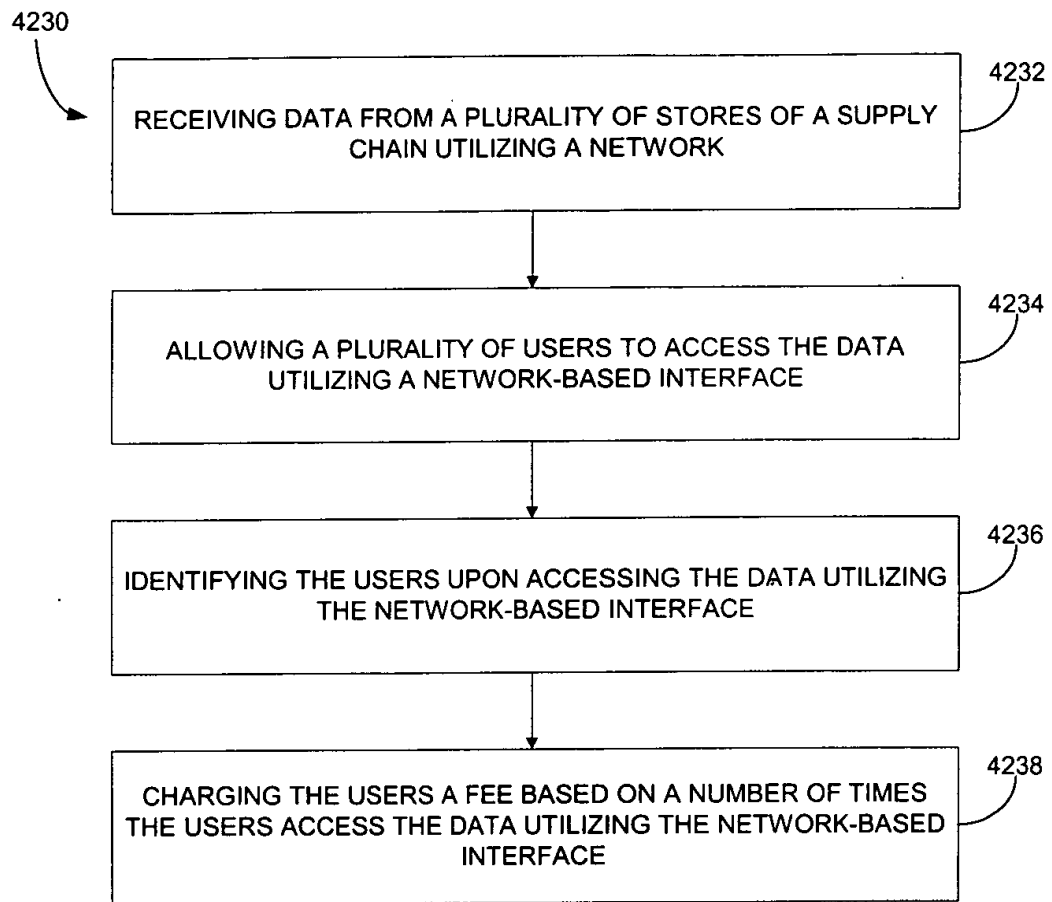 4230
4232
RECEIVING DATA FROM A PLURALITY OF STORES OF A SUPPLY
CHAIN UTILIZING A NETWORK
4234
ALLOWING A PLURALITY OF USERS TO ACCESS THE DATA
UTILIZING A NETWORK-BASED INTERFACE
4236
IDENTIFYING THE USERS UPON ACCESSING THE DATA UTILIZING
THE NETWORK-BASED INTERFACE
4238
CHARGING THE USERS A FEE BASED ON A NUMBER OF TIMES
THE USERS ACCESS THE DATA UTILIZING THE NETWORK-BASED
INTERFACE